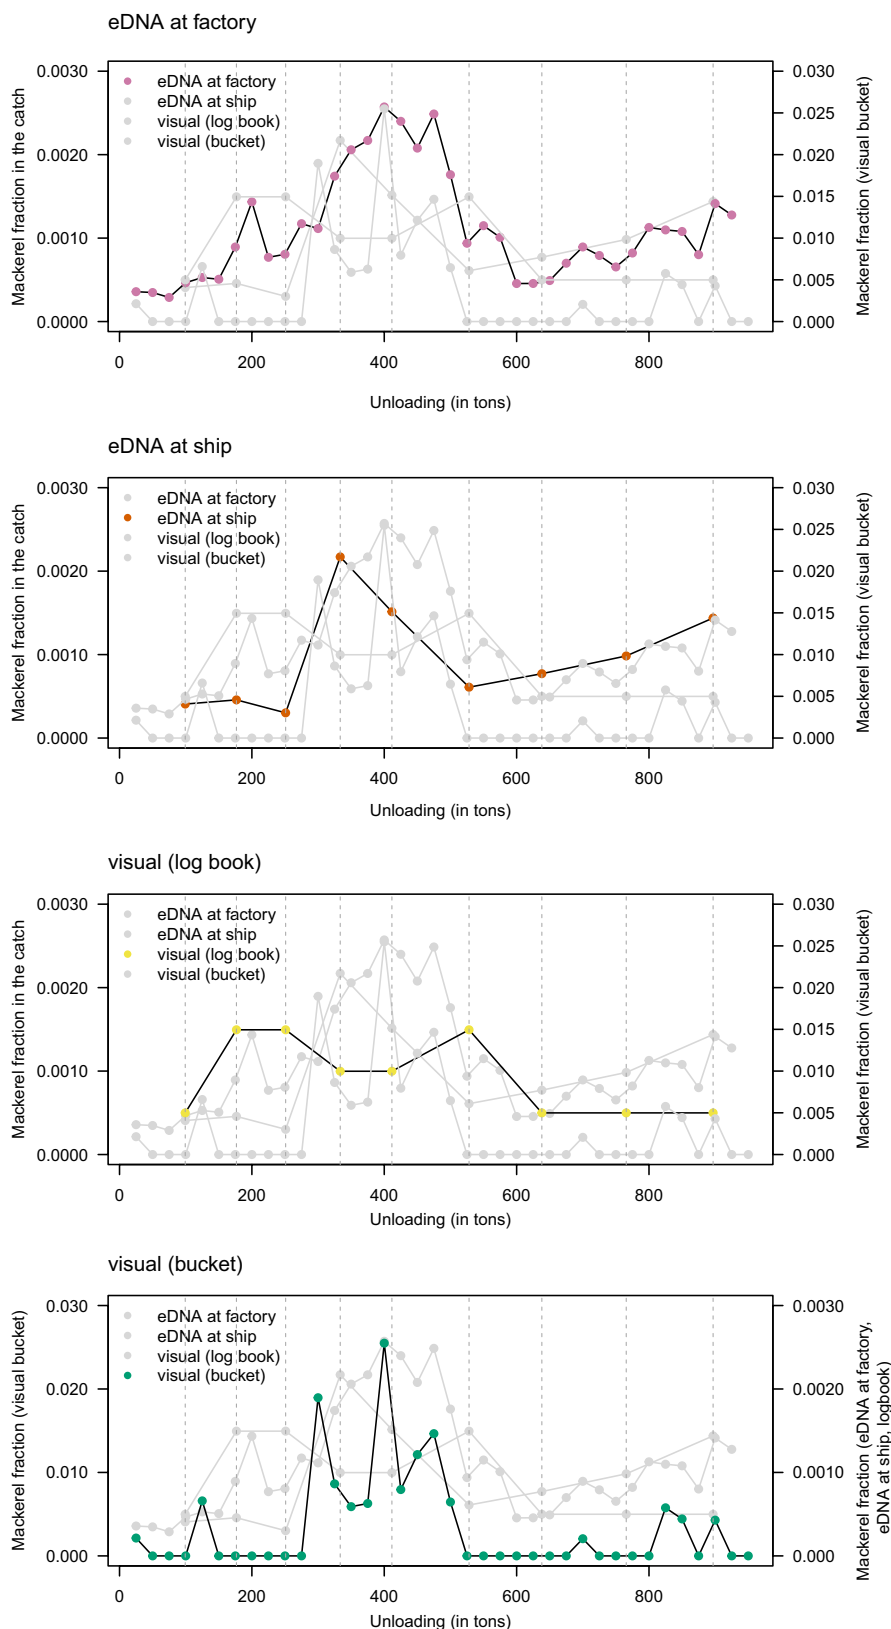 eDNA at factory
Mackerel fraction in the catch
0.0030
0.0020
0.0010
0.0000
eDNA at factory
eDNA at ship
visual (log book)
visual (bucket)
0.030
0.025
0.020
0.015
0.010
0.005
0.000
Mackerel fraction (visual bucket)
0
200
400
600
800
Unloading (in tons)
eDNA at ship
Mackerel fraction in the catch
0.0030
0.0020
0.0010
0.0000
eDNA at factory
eDNA at ship
visual (log book)
visual (bucket)
0.030
0.025
0.020
0.015
0.010
0.005
0.000
Mackerel fraction (visual bucket)
0
200
400
600
800
Unloading (in tons)
visual (log book)
Mackerel fraction in the catch
0.0030
0.0020
0.0010
0.0000
eDNA at factory
eDNA at ship
visual (log book)
visual (bucket)
0.030
0.025
0.020
0.015
0.010
0.005
0.000
Mackerel fraction (visual bucket)
0
200
400
600
800
Unloading (in tons)
visual (bucket)
Mackerel fraction (visual bucket)
0.030
0.020
0.010
0.000
eDNA at factory
eDNA at ship
visual (log book)
visual (bucket)
0.0030
0.0020
0.0010
0.0000
Mackerel fraction (eDNA at factory,
eDNA at ship, logbook)
0
200
400
600
800
Unloading (in tons)